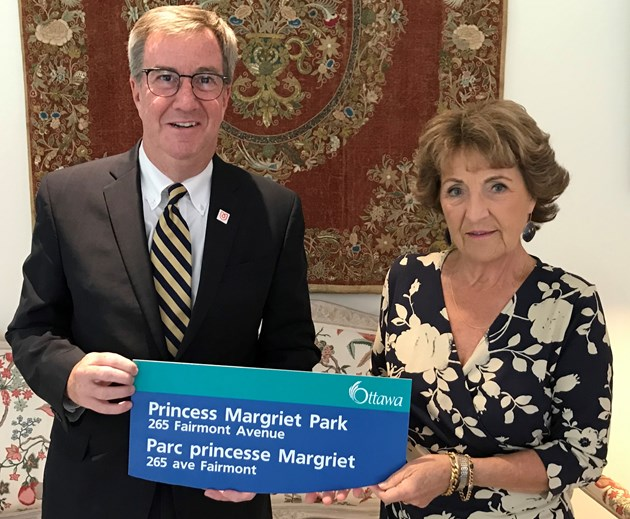 Ottawa
Princess Margriet Park
265 Fairmont Avenue
Parc princesse Margriet
265 ave Fairmont